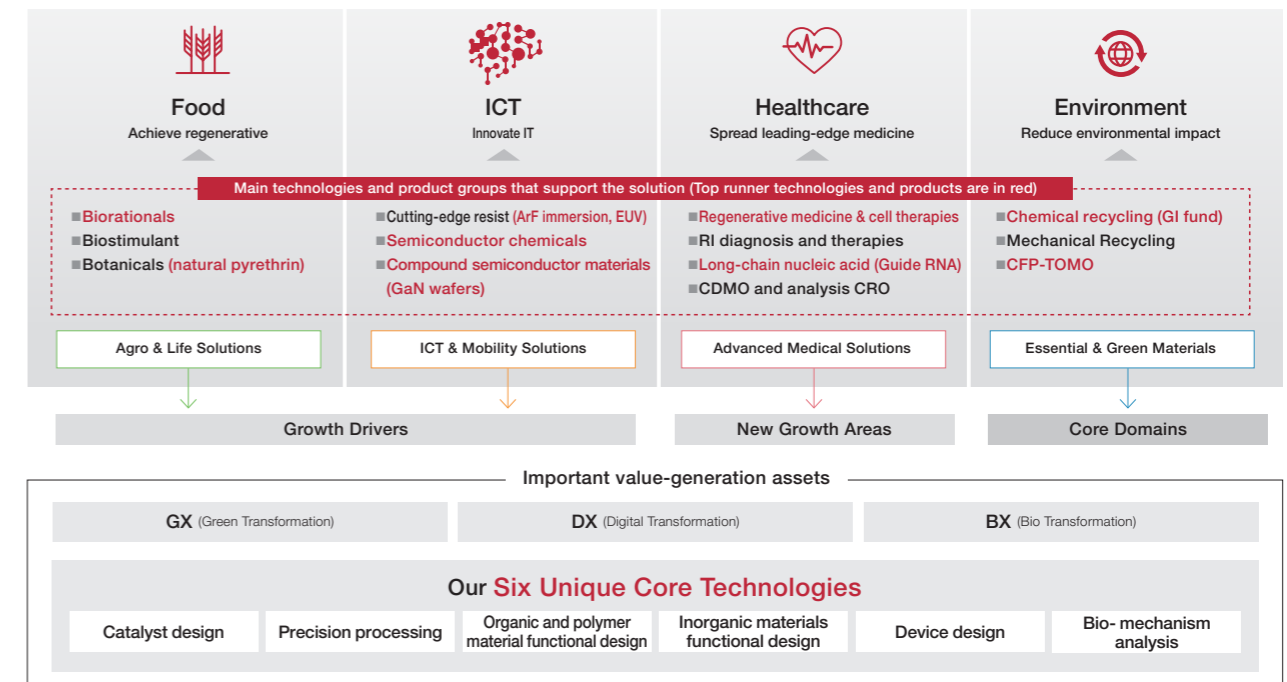 Food
Achieve regenerative
ICT
Innovate IT
Healthcare
Spread leading-edge medicine
Environment
Reduce environmental impact
Main technologies and product groups that support the solution (Top runner technologies and products are in red)
■Biorationals
■Biostimulant
■Botanicals (natural pyrethrin)
■Cutting-edge resist (ArF immersion, EUV)
■Semiconductor chemicals
■Compound semiconductor materials
(GaN wafers)
■Regenerative medicine & cell therapies
■RI diagnosis and therapies
■Long-chain nucleic acid (Guide RNA)
■CDMO and analysis CRO
■Chemical recycling (GI fund)
■Mechanical Recycling
■CFP-TOMO
Agro & Life Solutions
ICT & Mobility Solutions
Advanced Medical Solutions
Essential & Green Materials
Growth Drivers
New Growth Areas
Core Domains
Important value-generation assets
GX (Green Transformation)
DX (Digital Transformation)
BX (Bio Transformation)
Our Six Unique Core Technologies
Catalyst design
Precision processing
Organic and polymer
material functional design
Inorganic materials
functional design
Device design
Bio- mechanism
analysis